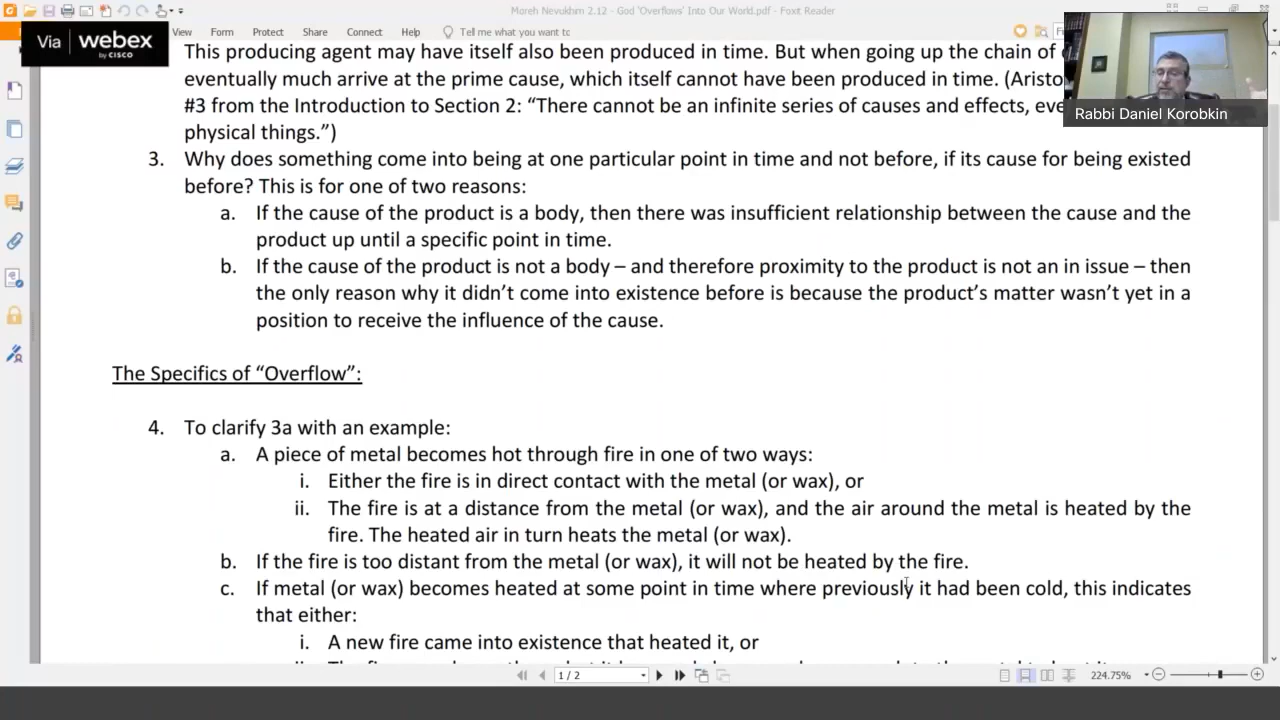 Moreh Nevukhm 2.12 - God 'Overflows' Into Our World.pdf - Foxit Reader
Via webex
by CISCO
View Protect Share Connect Help Tell me what you want to
This producing agent may have itself also been produced in time. But when going up the chain of
eventually much arrive at the prime cause, which itself cannot have been produced in time. (Aristo
#3 from the Introduction to Section 2: “There cannot be an infinite series of causes and effects, eve
physical things.”)
Rabbi Daniel Korobkin
3. Why does something come into being at one particular point in time and not before, if its cause for being existed
before? This is for one of two reasons:
a. If the cause of the product is a body, then there was insufficient relationship between the cause and the
product up until a specific point in time.
b. If the cause of the product is not a body – and therefore proximity to the product is not an in issue – then
the only reason why it didn’t come into existence before is because the product’s matter wasn’t yet in a
position to receive the influence of the cause.
The Specifics of “Overflow”:
4. To clarify 3a with an example:
a. A piece of metal becomes hot through fire in one of two ways:
i. Either the fire is in direct contact with the metal (or wax), or
ii. The fire is at a distance from the metal (or wax), and the air around the metal is heated by the
fire. The heated air in turn heats the metal (or wax).
b. If the fire is too distant from the metal (or wax), it will not be heated by the fire.
c. If metal (or wax) becomes heated at some point in time where previously it had been cold, this indicates
that either:
i. A new fire came into existence that heated it, or
1 / 2
224.75%